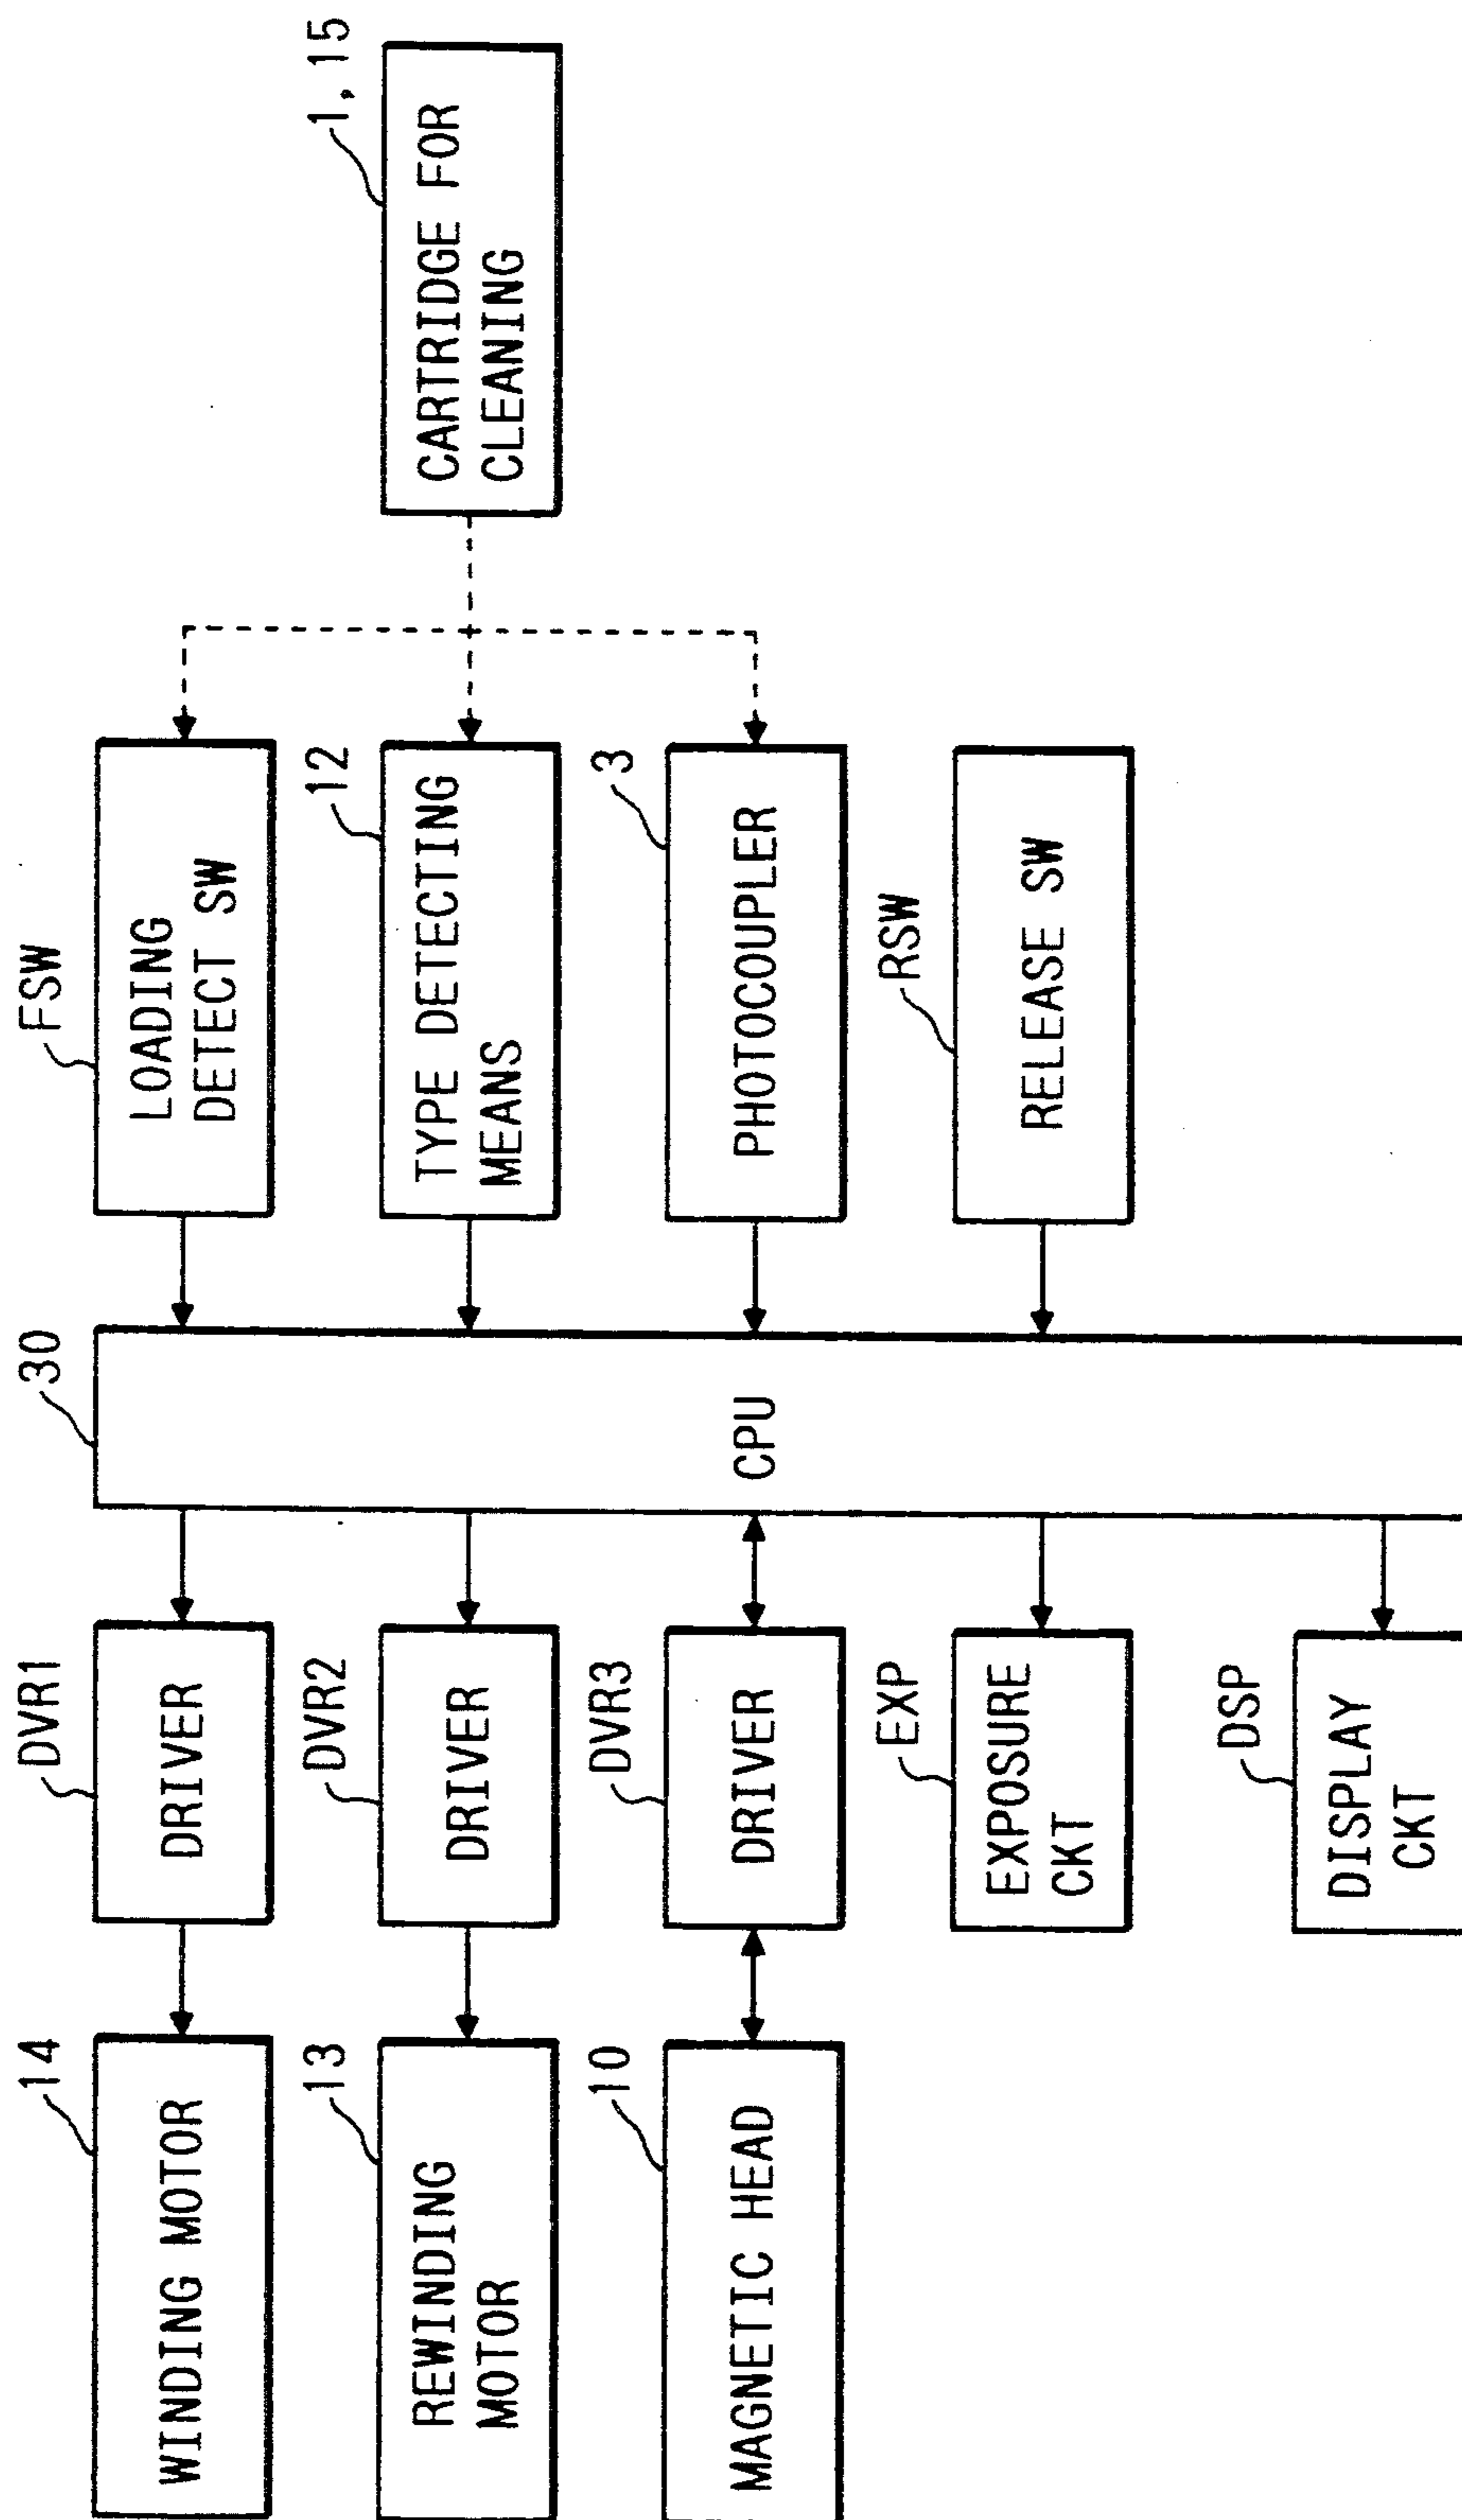 14
WINDING MOTOR
DVR1
DRIVER
30
CPU
FSW
LOADING
DETECT SW
1, 15
CARTRIDGE FOR
CLEANING
13
REWINDING
MOTOR
DVR2
DRIVER
12
TYPE DETECTING
MEANS
10
MAGNETIC HEAD
DVR3
DRIVER
3
PHOTOCOUPLER
EXP
EXPOSURE
CKT
RSW
RELEASE SW
DSP
DISPLAY
CKT